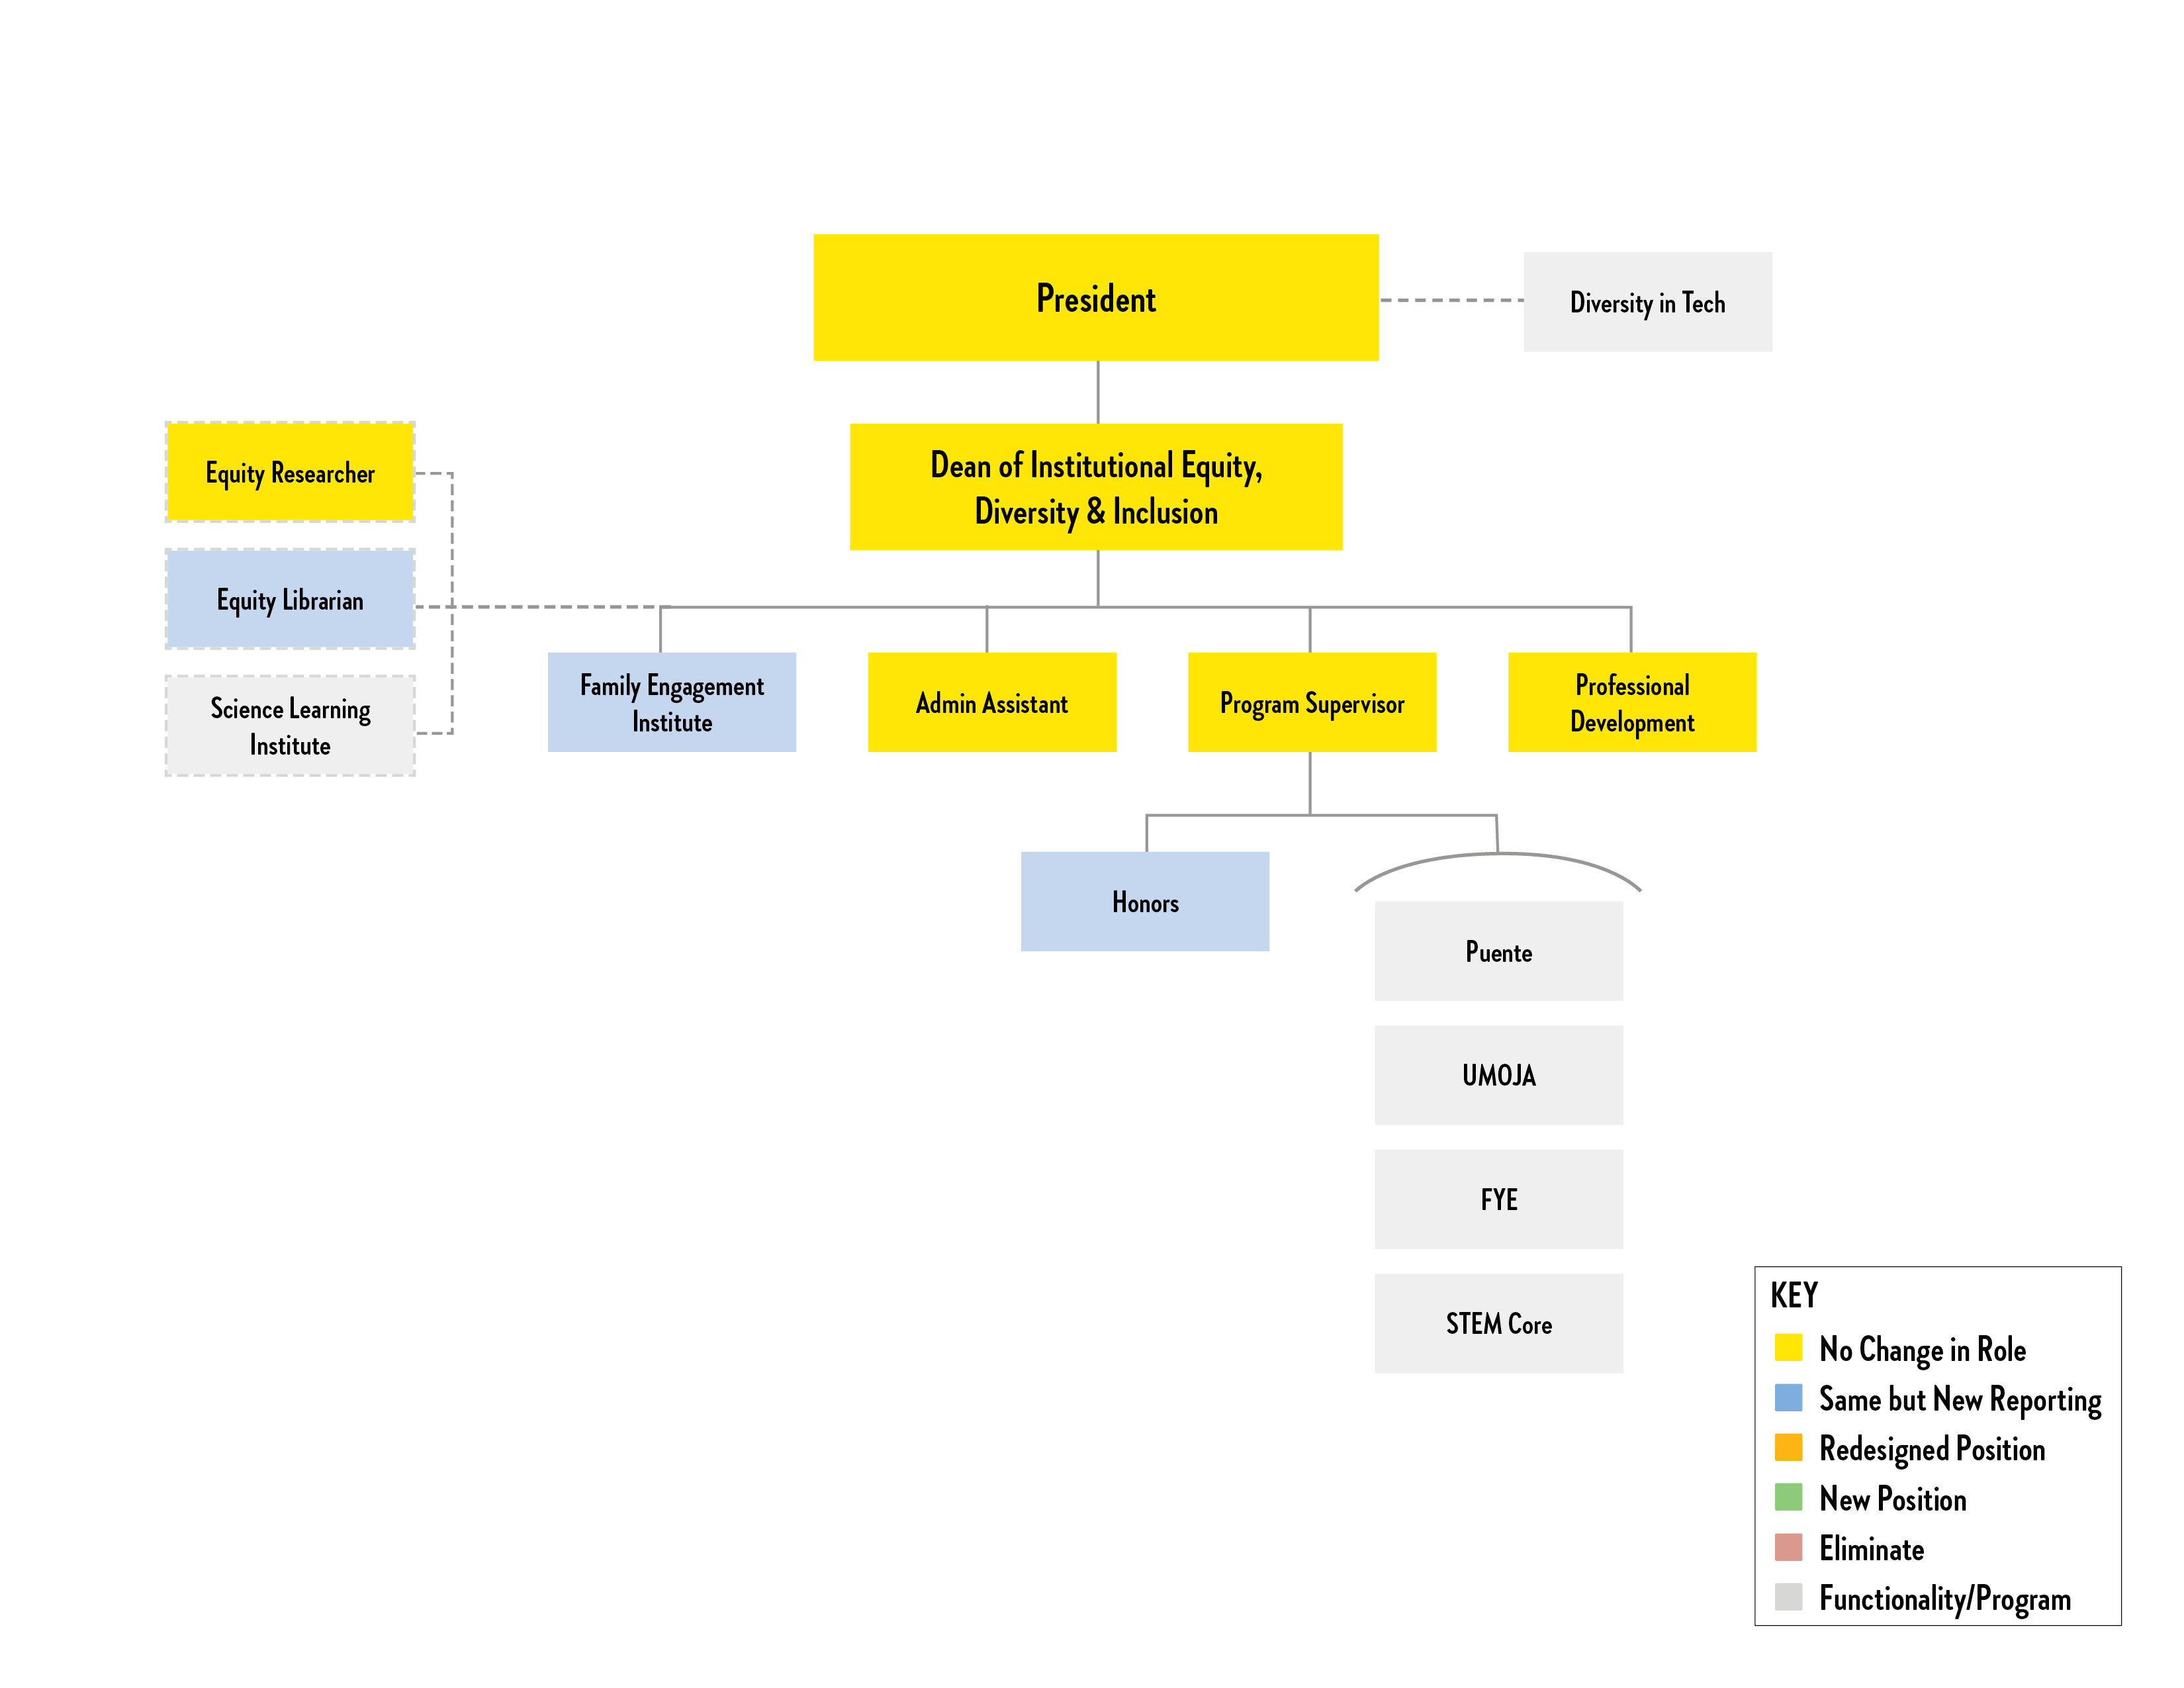 President
Diversity in Tech
Dean of Institutional Equity,
Diversity & Inclusion
Equity Researcher
Equity Librarian
Science Learning
Institute
Family Engagement
Institute
Admin Assistant
Program Supervisor
Professional
Development
Honors
Puente
UMOJA
FYE
STEM Core
KEY
No Change in Role
Same but New Reporting
Redesigned Position
New Position
Eliminate
Functionality/Program